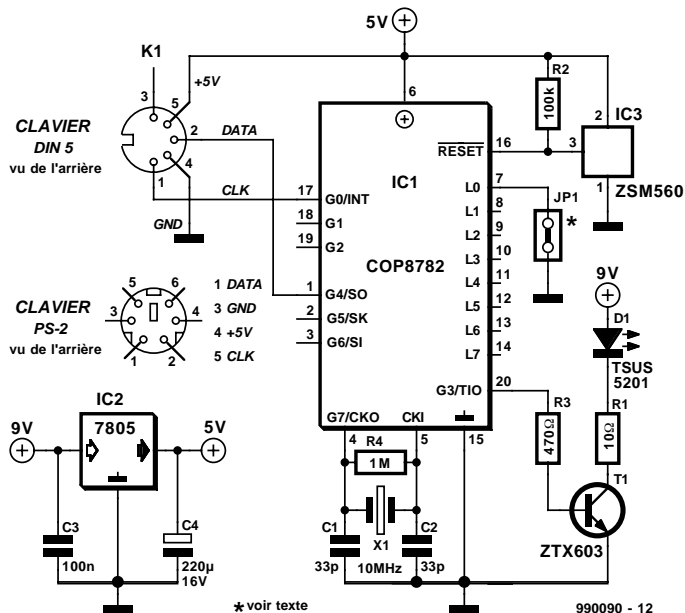 5V
K1
+5V
3
5
2
4
1
CLAVIER
DIN 5
vu de l'arrière
DATA
CLK
GND
6
R2
100k
IC3
2
3
1
ZSM560
IC1
COP8782
RESET
16
17
G0/INT
18
G1
19
G2
1
G4/SO
2
G5/SK
3
G6/SI
7
L0
8
L1
9
L2
10
L3
11
L4
12
L5
13
L6
14
L7
20
G3/TIO
G7/CKO
CKI
4
5
15
JP1
*
CLAVIER
PS-2
vu de l'arrière
5
6
3
4
1
2
1 DATA
3 GND
4 +5V
5 CLK
9V
D1
TSUS
5201
R1
10Ω
R3
470Ω
T1
ZTX603
IC2
7805
9V
5V
C3
100n
C4
220µ
16V
R4
1M
C1
33p
X1
10MHz
C2
33p
* voir texte
990090 - 12